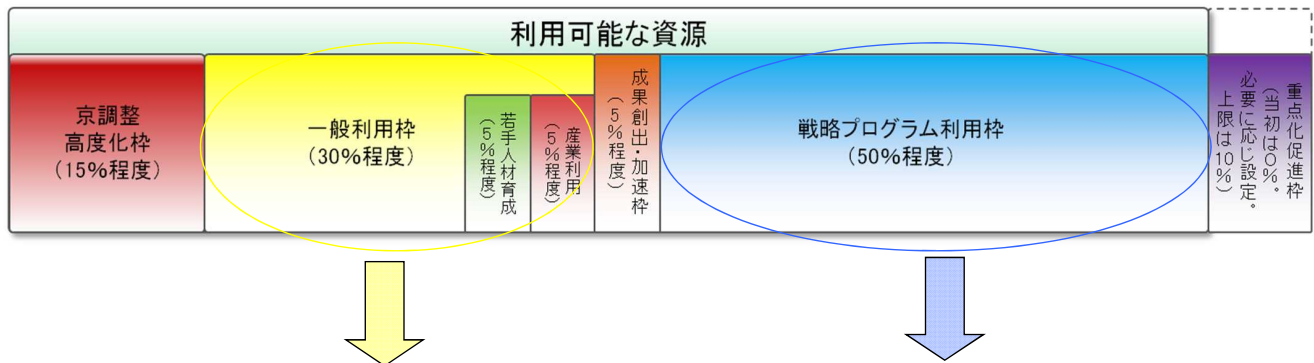 利用可能な資源
京調整
高度化枠
(15%程度)
一般利用枠
(30%程度)
若手人材育成
(5%程度)
産業利用
(5%程度)
成果創出・加速枠
(5%程度)
戦略プログラム利用枠
(50%程度)
重点化促進枠
(当初は0%。
必要に応じ設定。
上限は10%)